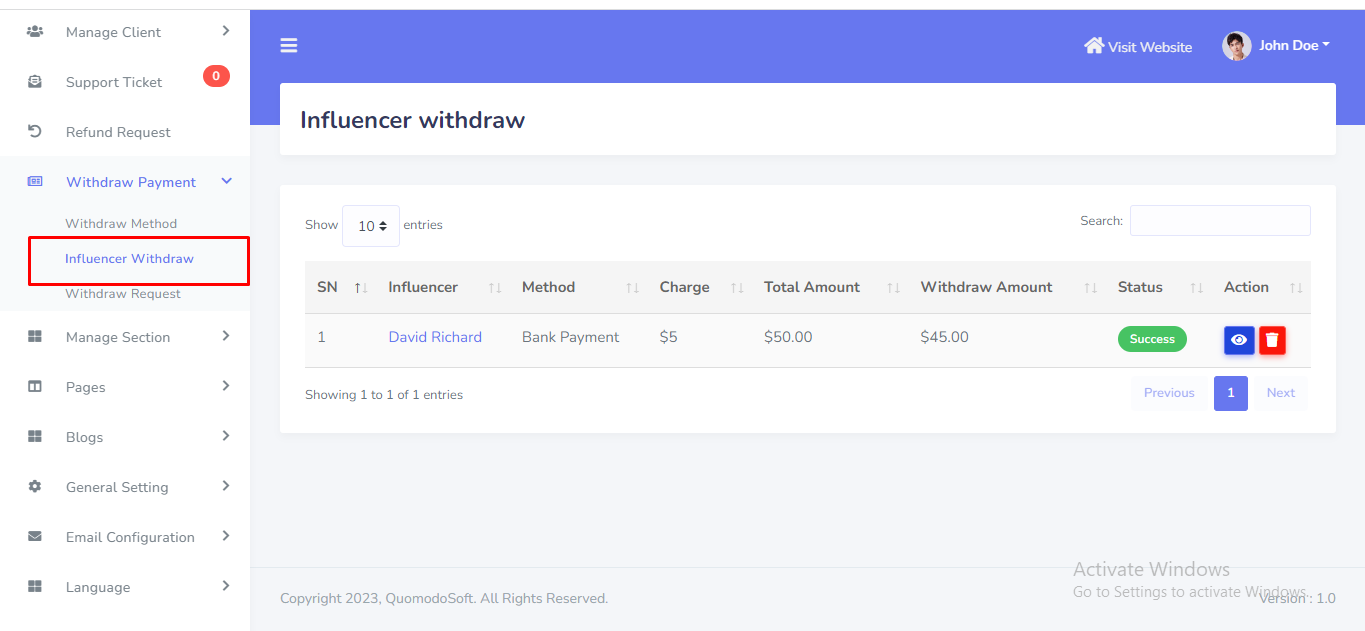 Manage Client
Support Ticket 0
Refund Request
Withdraw Payment
Withdraw Method
Influencer Withdraw
Withdraw Request
Manage Section
Pages
Blogs
General Setting
Email Configuration
Language
Visit Website John Doe
Influencer withdraw
Show 10 entries Search:
SN Influencer Method Charge Total Amount Withdraw Amount Status Action
1 David Richard Bank Payment $5 $50.00 $45.00 Success
Showing 1 to 1 of 1 entries Previous 1 Next
Activate Windows
Go to Settings to activate Windows.
Copyright 2023, QuomodoSoft. All Rights Reserved. Version : 1.0